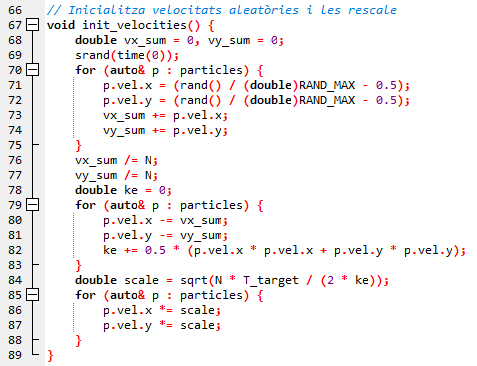 66 // Inicialitza velocitats aleatòries i les rescale
67 void init_velocities() {
68 double vx_sum = 0, vy_sum = 0;
69 srand(time(0));
70 for (auto& p : particles) {
71 p.vel.x = (rand() / (double)RAND_MAX - 0.5);
72 p.vel.y = (rand() / (double)RAND_MAX - 0.5);
73 vx_sum += p.vel.x;
74 vy_sum += p.vel.y;
75 }
76 vx_sum /= N;
77 vy_sum /= N;
78 double ke = 0;
79 for (auto& p : particles) {
80 p.vel.x -= vx_sum;
81 p.vel.y -= vy_sum;
82 ke += 0.5 * (p.vel.x * p.vel.x + p.vel.y * p.vel.y);
83 }
84 double scale = sqrt(N * T_target / (2 * ke));
85 for (auto& p : particles) {
86 p.vel.x *= scale;
87 p.vel.y *= scale;
88 }
89 }